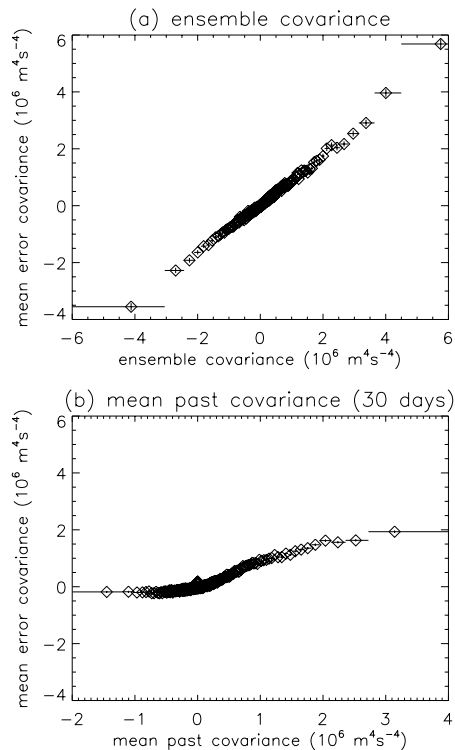 (a) ensemble covariance
6
4
2
0
−2
−4
mean error covariance (10⁶ m⁴s⁻⁴)
−6 −4 −2 0 2 4 6
ensemble covariance (10⁶ m⁴s⁻⁴)
(b) mean past covariance (30 days)
6
4
2
0
−2
−4
mean error covariance (10⁶ m⁴s⁻⁴)
−2 −1 0 1 2 3 4
mean past covariance (10⁶ m⁴s⁻⁴)